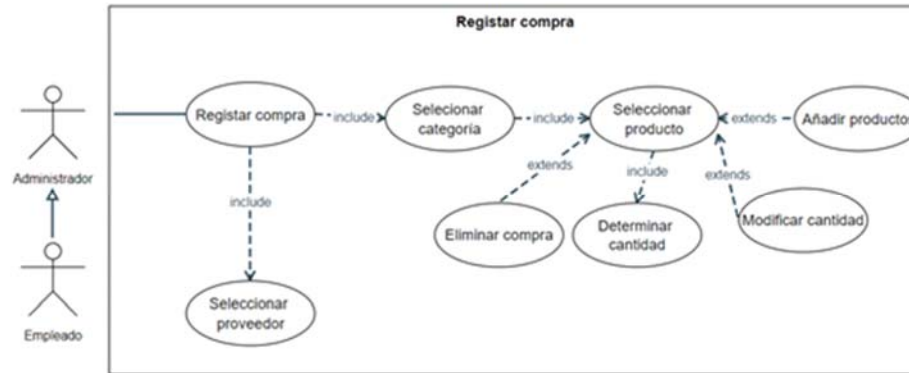 Registar compra
Registar compra
include
Selecionar
categoría
include
Seleccionar
producto
extends
Añadir producto
Administrador
include
extends
include
extends
Eliminar compra
Determinar
cantidad
Modificar cantidad
Seleccionar
proveedor
Empleado